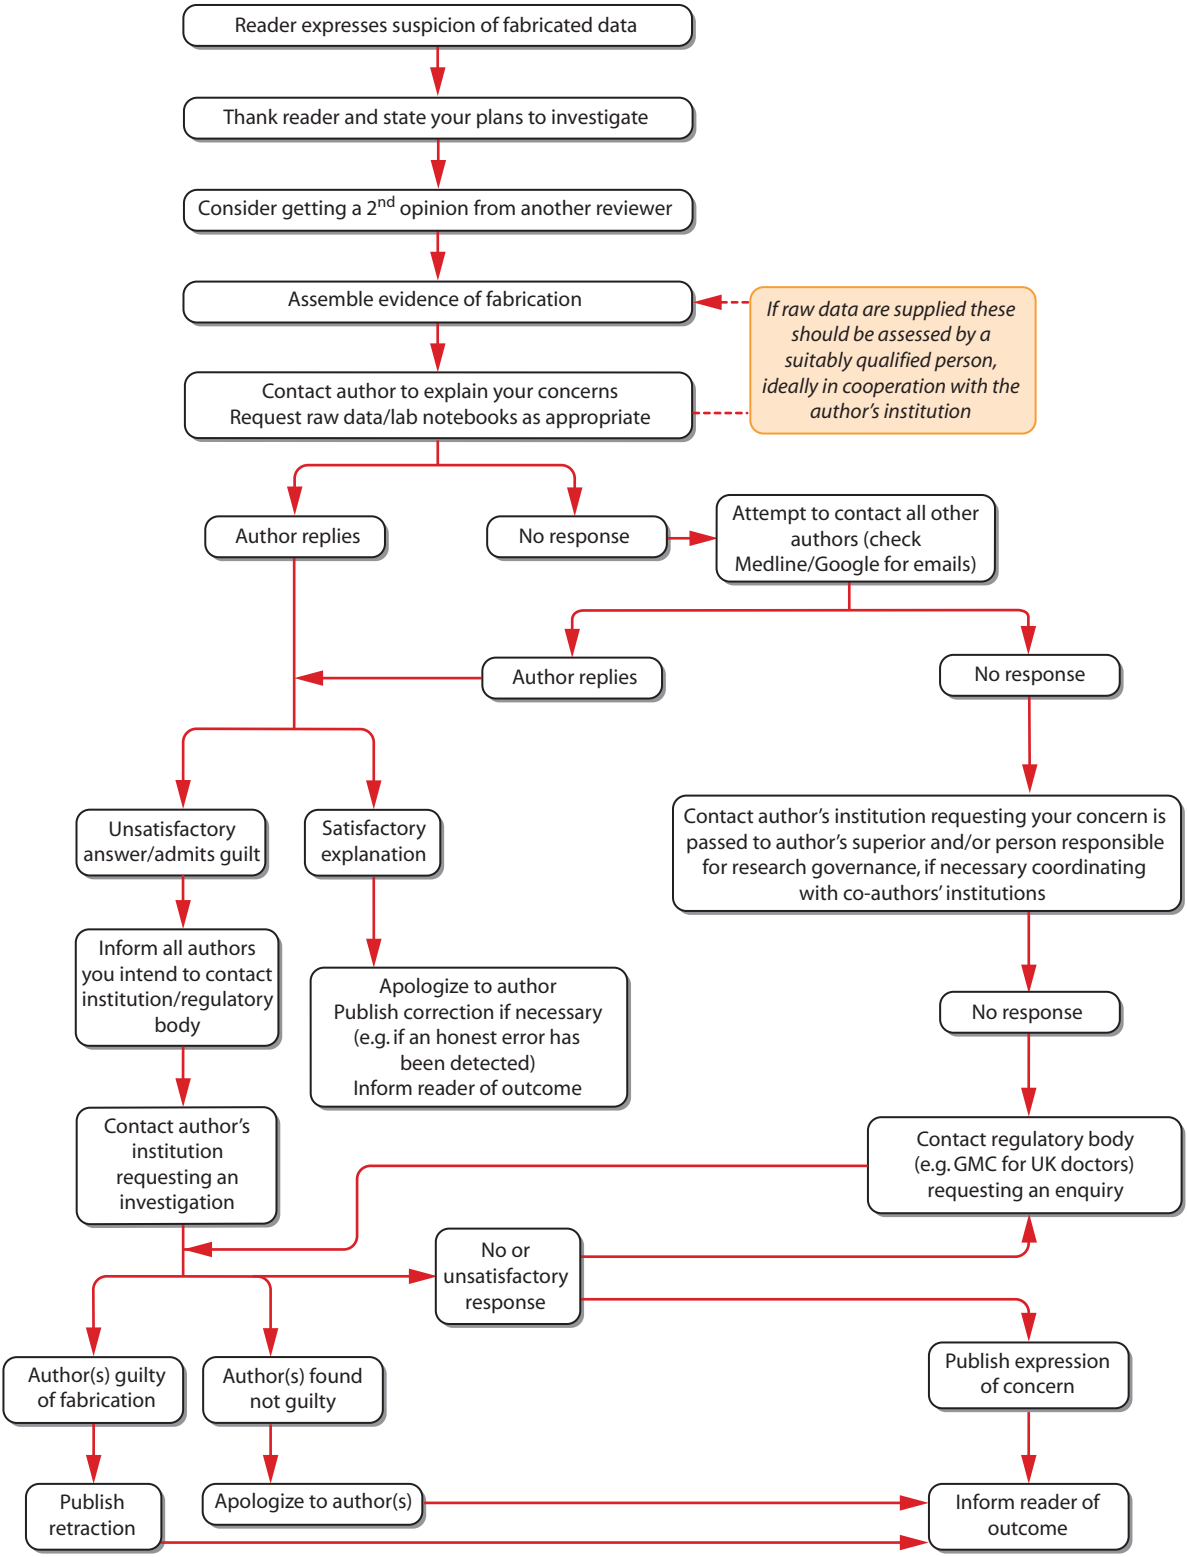 Reader expresses suspicion of fabricated data
Thank reader and state your plans to investigate
Consider getting a 2nd opinion from another reviewer
Assemble evidence of fabrication
If raw data are supplied these
should be assessed by a
suitably qualified person,
ideally in cooperation with the
author’s institution
Contact author to explain your concerns
Request raw data/lab notebooks as appropriate
Author replies
No response
Attempt to contact all other
authors (check
Medline/Google for emails)
Author replies
No response
Unsatisfactory
answer/admits guilt
Satisfactory
explanation
Contact author’s institution requesting your concern is
passed to author’s superior and/or person responsible
for research governance, if necessary coordinating
with co-authors’ institutions
Inform all authors
you intend to contact
institution/regulatory
body
Apologize to author
Publish correction if necessary
(e.g. if an honest error has
been detected)
Inform reader of outcome
No response
Contact author’s
institution
requesting an
investigation
Contact regulatory body
(e.g. GMC for UK doctors)
requesting an enquiry
No or
unsatisfactory
response
Author(s) guilty
of fabrication
Author(s) found
not guilty
Publish expression
of concern
Publish
retraction
Apologize to author(s)
Inform reader of
outcome